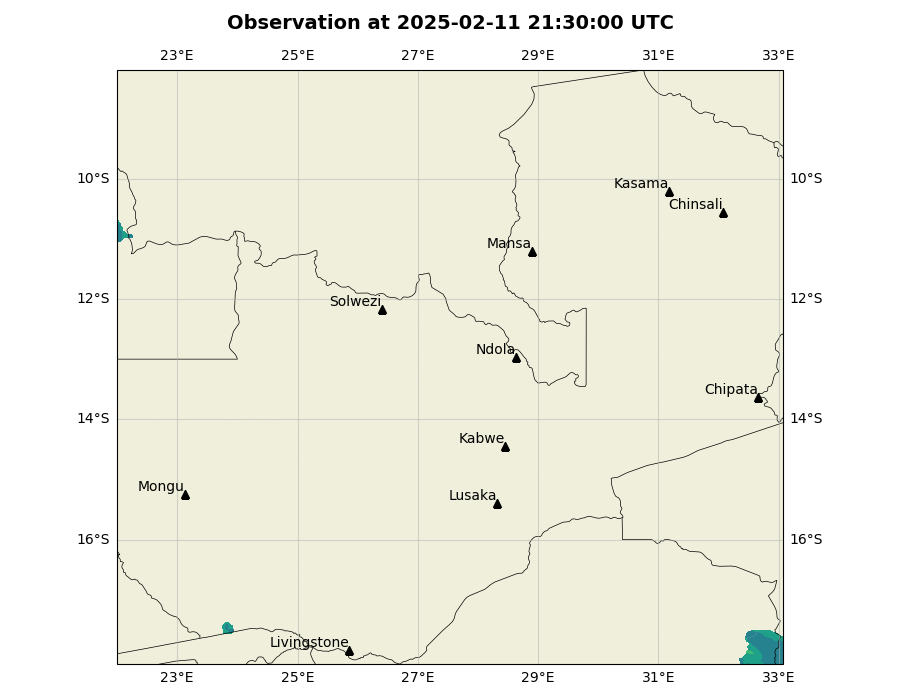 Observation at 2025-02-11 21:30:00 UTC
23°E 25°E 27°E 29°E 31°E 33°E
10°S 10°S
Kasama
Chinsali
Mansa
12°S 12°S
Solwezi
Ndola
Chipata
14°S 14°S
Kabwe
Mongu
Lusaka
16°S 16°S
Livingstone
23°E 25°E 27°E 29°E 31°E 33°E